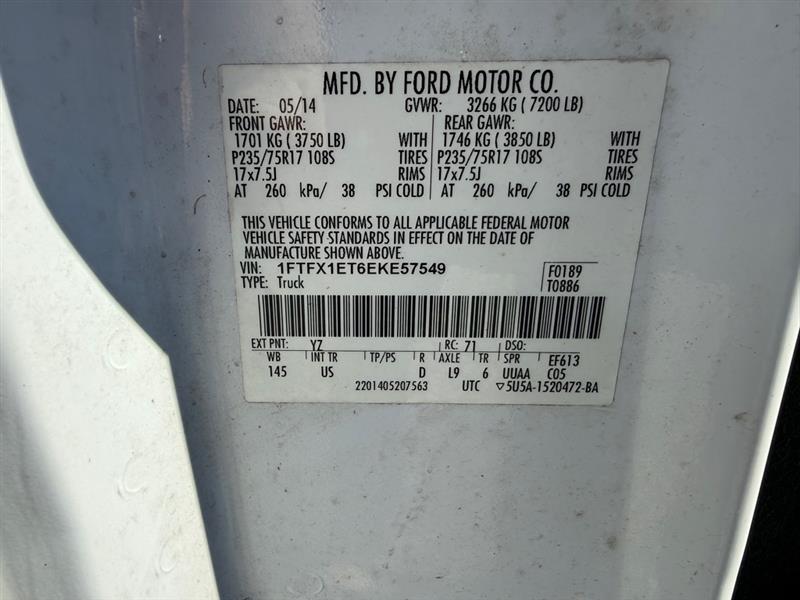 MFD. BY FORD MOTOR CO.
DATE: 05/14 GVWR: 3266 KG ( 7200 LB)
FRONT GAWR: REAR GAWR:
1701 KG ( 3750 LB) WITH 1746 KG ( 3850 LB) WITH
P235/75R17 108S TIRES P235/75R17 108S TIRES
17x7.5J RIMS 17x7.5J RIMS
AT 260 kPa/ 38 PSI COLD AT 260 kPa/ 38 PSI COLD
THIS VEHICLE CONFORMS TO ALL APPLICABLE FEDERAL MOTOR
VEHICLE SAFETY STANDARDS IN EFFECT ON THE DATE OF
MANUFACTURE SHOWN ABOVE.
VIN: 1FTFX1ET6EKE57549 F0189
TYPE: Truck T0886
EXT PNT: YZ RC: 71 DSO:
WB INT TR TP/PS R AXLE TR SPR EF613
145 US D L9 6 UUAA C05
2201405207563 UTC ▽5U5A-1520472-BA